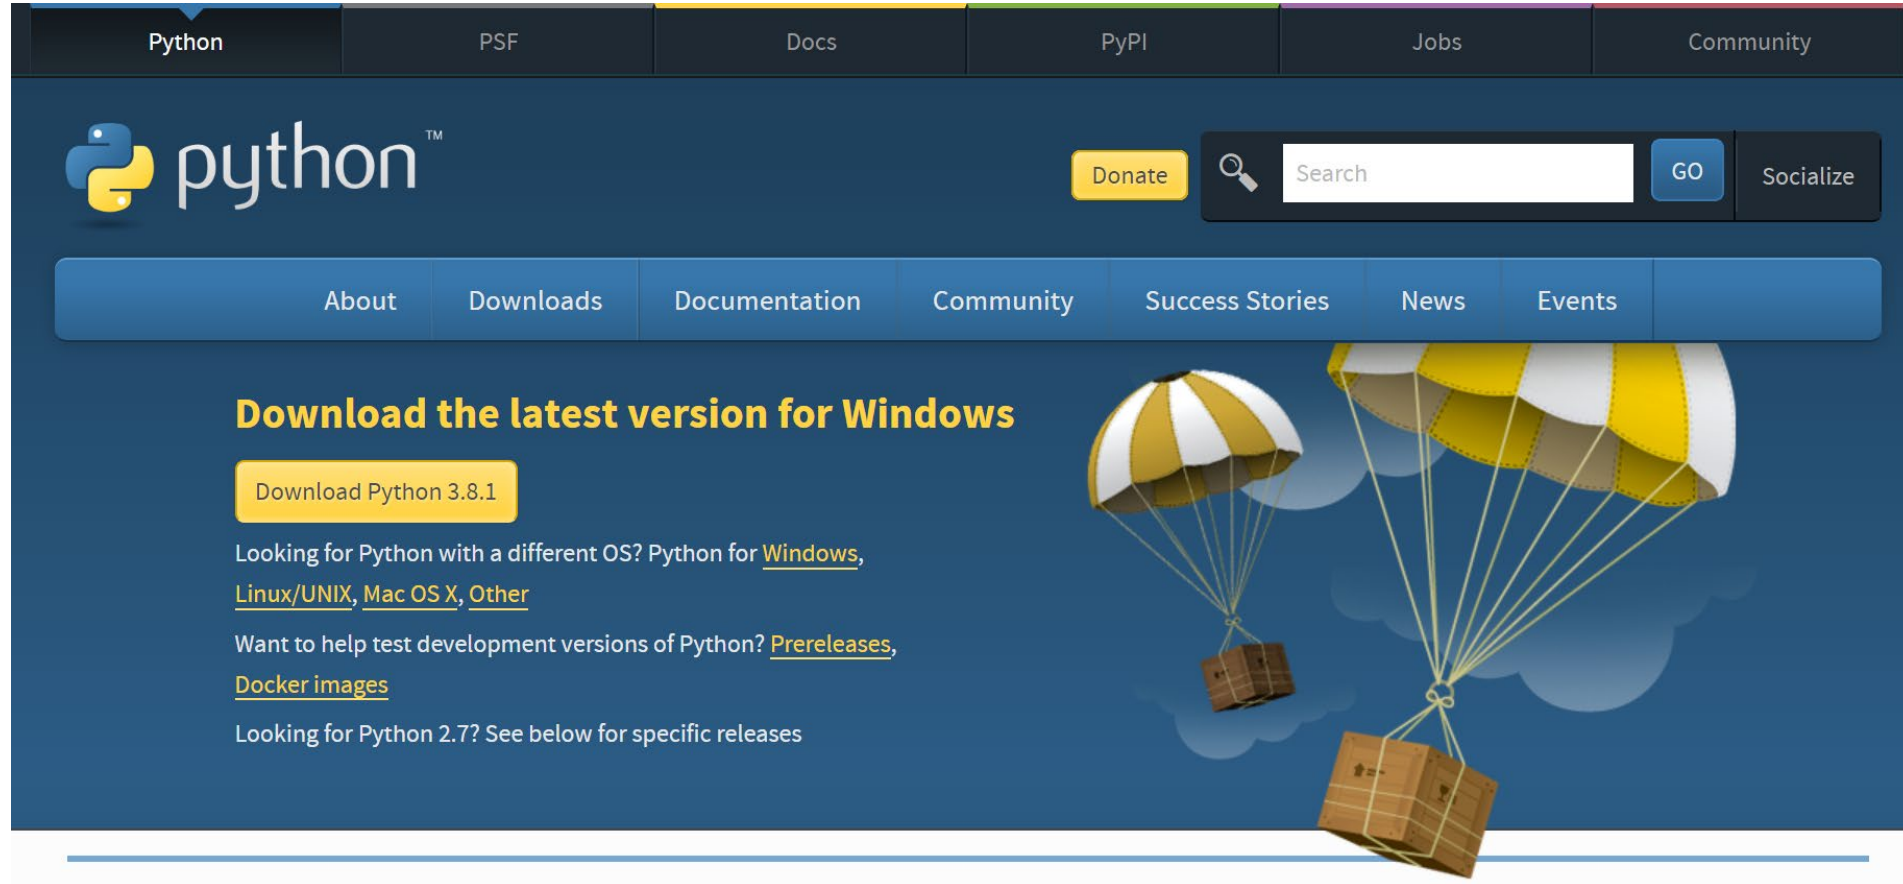 Python PSF Docs PyPI Jobs Community
python™
Donate Search GO Socialize
About Downloads Documentation Community Success Stories News Events
Download the latest version for Windows
Download Python 3.8.1
Looking for Python with a different OS? Python for Windows,
Linux/UNIX, Mac OS X, Other
Want to help test development versions of Python? Prereleases,
Docker images
Looking for Python 2.7? See below for specific releases